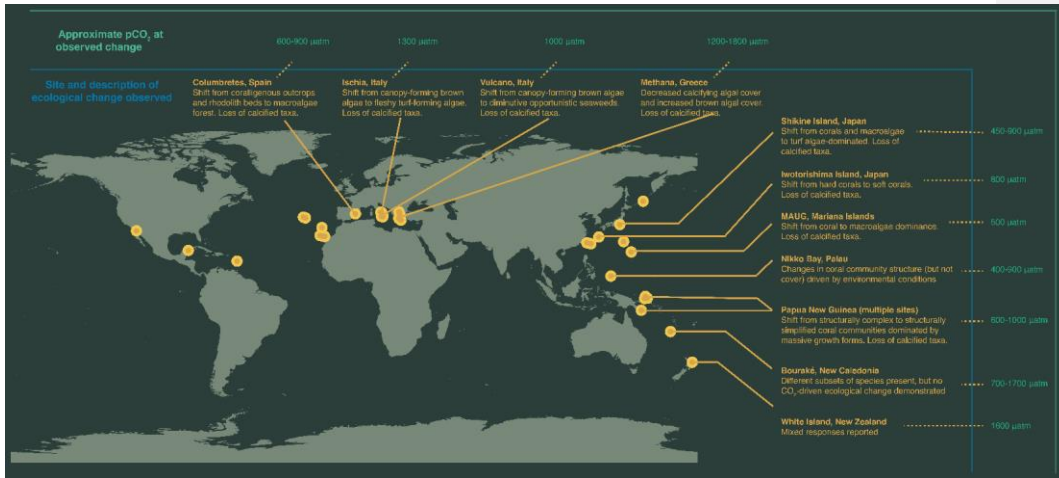 Approximate pCO₂ at
observed change
600-900 µatm
1300 µatm
1000 µatm
1200-1800 µatm
Site and description of
ecological change observed
Columbretes, Spain
Shift from coralligenous outcrops
and rhodolith beds to macroalgae
forest. Loss of calcified taxa.
Ischia, Italy
Shift from canopy-forming brown
algae to fleshy turf-forming algae.
Loss of calcified taxa.
Vulcano, Italy
Shift from canopy-forming brown algae
to diminutive opportunistic seaweeds
Loss of calcified taxa.
Methana, Greece
Decreased calcifying algal cover
and increased brown algal cover.
Loss of calcified taxa.
Shikine Island, Japan
Shift from corals and macroalgae
to turf algae-dominated. Loss of
calcified taxa.
450-900 µatm
Iwotorishima Island, Japan
Shift from hard corals to soft corals.
Loss of calcified taxa.
800 µatm
MAUG, Mariana Islands
Shift from coral to macroalgae dominance.
Loss of calcified taxa.
500 µatm
Nikko Bay, Palau
Changes in coral community structure (but not
cover) driven by environmental conditions
400-900 µatm
Papua New Guinea (multiple sites)
Shift from structurally complex to structurally
simplified coral communities dominated by
massive growth forms. Loss of calcified taxa.
600-1000 µatm
Bouraké, New Caledonia
Different subsets of species present, but no
CO₂-driven ecological change demonstrated
700-1700 µatm
White Island, New Zealand
Mixed responses reported
1600 µatm